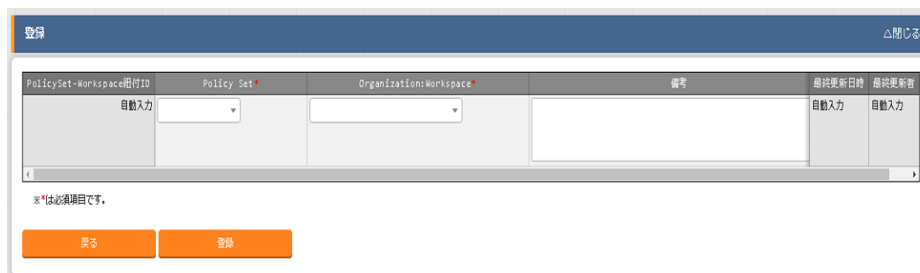 登録
△閉じる
PolicySet-Workspace紐付ID Policy Set* Organization:Workspace* 備考 最終更新日時 最終更新者
自動入力 自動入力 自動入力
※*は必須項目です。
戻る 登録